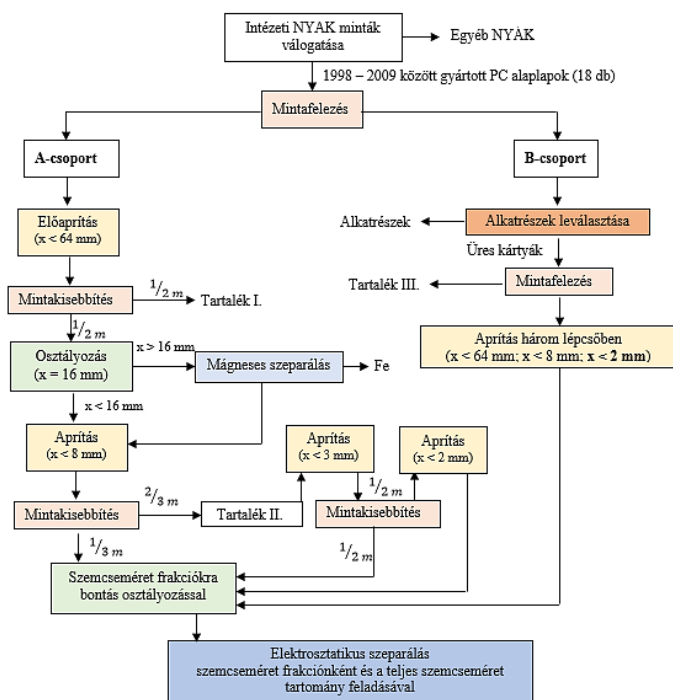 Intézeti NYÁK minták
válogatása
Egyéb NYÁK
1998 – 2009 között gyártott PC alaplapok (18 db)
Mintafelezés
A-csoport
B-csoport
Előaprítás
(x < 64 mm)
Alkatrészek
Alkatrészek leválasztása
Üres kártyák
Mintakisebbítés
1/2 m
Tartalék I.
Tartalék III.
Mintafelezés
1/2 m
Osztályozás
(x = 16 mm)
x > 16 mm
Mágneses szeparálás
Fe
Aprítás három lépcsőben
(x < 64 mm; x < 8 mm; x < 2 mm)
x < 16 mm
Aprítás
(x < 8 mm)
Aprítás
(x < 3 mm)
Aprítás
(x < 2 mm)
1/2 m
Mintakisebbítés
2/3 m
Tartalék II.
Mintakisebbítés
1/3 m
1/2 m
Szemcseméret frakciókra
bontás osztályozással
Elektrosztatikus szeparálás
szemcseméret frakciónként és a teljes szemcseméret
tartomány feladásával